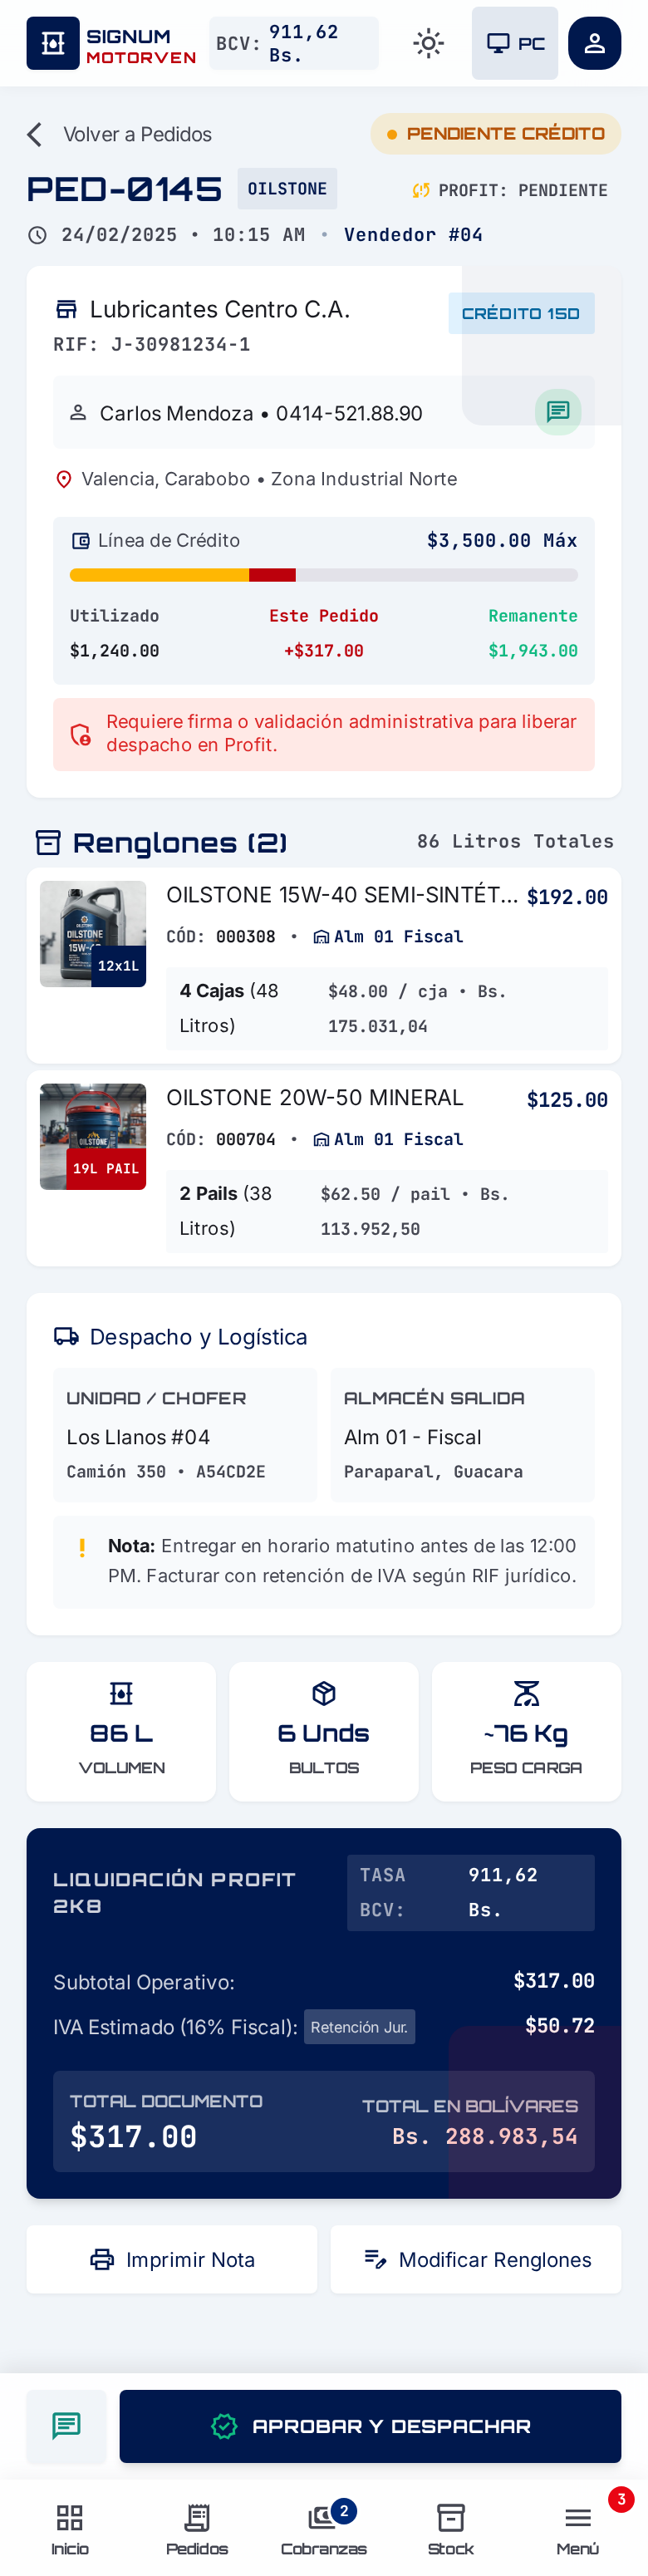 SIGNUM
MOTORVEN
BCV: 911,62 Bs.
PC
Volver a Pedidos
PENDIENTE CRÉDITO
PED-0145
OILSTONE
PROFIT: PENDIENTE
24/02/2025 • 10:15 AM • Vendedor #04
Lubricantes Centro C.A.
CRÉDITO 15D
RIF: J-30981234-1
Carlos Mendoza • 0414-521.88.90
Valencia, Carabobo • Zona Industrial Norte
Línea de Crédito
$3,500.00 Máx
Utilizado
Este Pedido
Remanente
$1,240.00
+$317.00
$1,943.00
Requiere firma o validación administrativa para liberar
despacho en Profit.
Renglones (2)
86 Litros Totales
OILSTONE
15W-40
12x1L
OILSTONE 15W-40 SEMI-SINTÉT...
$192.00
CÓD: 000308 • Alm 01 Fiscal
4 Cajas (48
Litros)
$48.00 / cja • Bs.
175.031,04
OILSTONE
19L PAIL
OILSTONE 20W-50 MINERAL
$125.00
CÓD: 000704 • Alm 01 Fiscal
2 Pails (38
Litros)
$62.50 / pail • Bs.
113.952,50
Despacho y Logística
UNIDAD / CHOFER
Los Llanos #04
Camión 350 • A54CD2E
ALMACÉN SALIDA
Alm 01 - Fiscal
Paraparal, Guacara
Nota: Entregar en horario matutino antes de las 12:00
PM. Facturar con retención de IVA según RIF jurídico.
86 L
VOLUMEN
6 Unds
BULTOS
~76 Kg
PESO CARGA
LIQUIDACIÓN PROFIT
2K8
TASA
BCV:
911,62
Bs.
Subtotal Operativo:
$317.00
IVA Estimado (16% Fiscal):
Retención Jur.
$50.72
TOTAL DOCUMENTO
$317.00
TOTAL EN BOLÍVARES
Bs. 288.983,54
Imprimir Nota
Modificar Renglones
APROBAR Y DESPACHAR
Inicio
Pedidos
2
Cobranzas
Stock
3
Menú